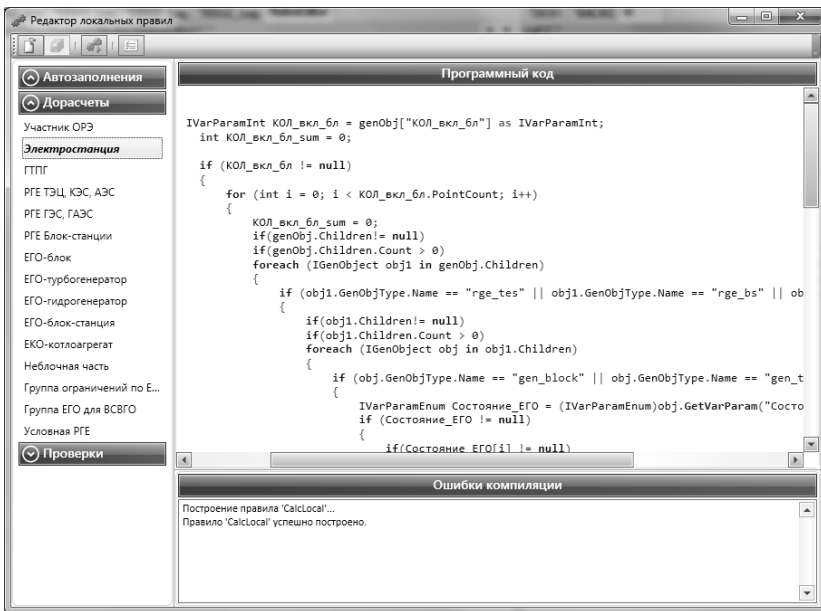 Редактор локальных правил
Автозаполнения
Дорасчеты
Участник ОРЭ
Электростанция
ГТПГ
РГЕ ТЭЦ, КЭС, АЭС
РГЕ ГЭС, ГАЭС
РГЕ Блок-станции
ЕГО-блок
ЕГО-турбогенератор
ЕГО-гидрогенератор
ЕГО-блок-станция
ЕКО-котлоагрегат
Неблочная часть
Группа ограничений по Е...
Группа ЕГО для ВСВГО
Условная РГЕ
Проверки
Программный код
IVarParamInt КОЛ_вкл_бл = genObj["КОЛ_вкл_бл"] as IVarParamInt;
int КОЛ_вкл_бл_sum = 0;
if (КОЛ_вкл_бл != null)
{
for (int i = 0; i < КОЛ_вкл_бл.PointCount; i++)
{
КОЛ_вкл_бл_sum = 0;
if(genObj.Children!= null)
if(genObj.Children.Count > 0)
foreach (IGenObject obj1 in genObj.Children)
{
if (obj1.GenObjType.Name == "rge_tes" || obj1.GenObjType.Name == "rge_bs" || ob
{
if(obj1.Children!= null)
if(obj1.Children.Count > 0)
foreach (IGenObject obj in obj1.Children)
{
if (obj.GenObjType.Name == "gen_block" || obj.GenObjType.Name == "gen_t
{
IVarParamEnum Состояние_ЕГО = (IVarParamEnum)obj.GetVarParam("Состо
if (Состояние_ЕГО != null)
{
if(Состояние_ЕГО[i] != null)
Ошибки компиляции
Построение правила 'CalcLocal'...
Правило 'CalcLocal' успешно построено.